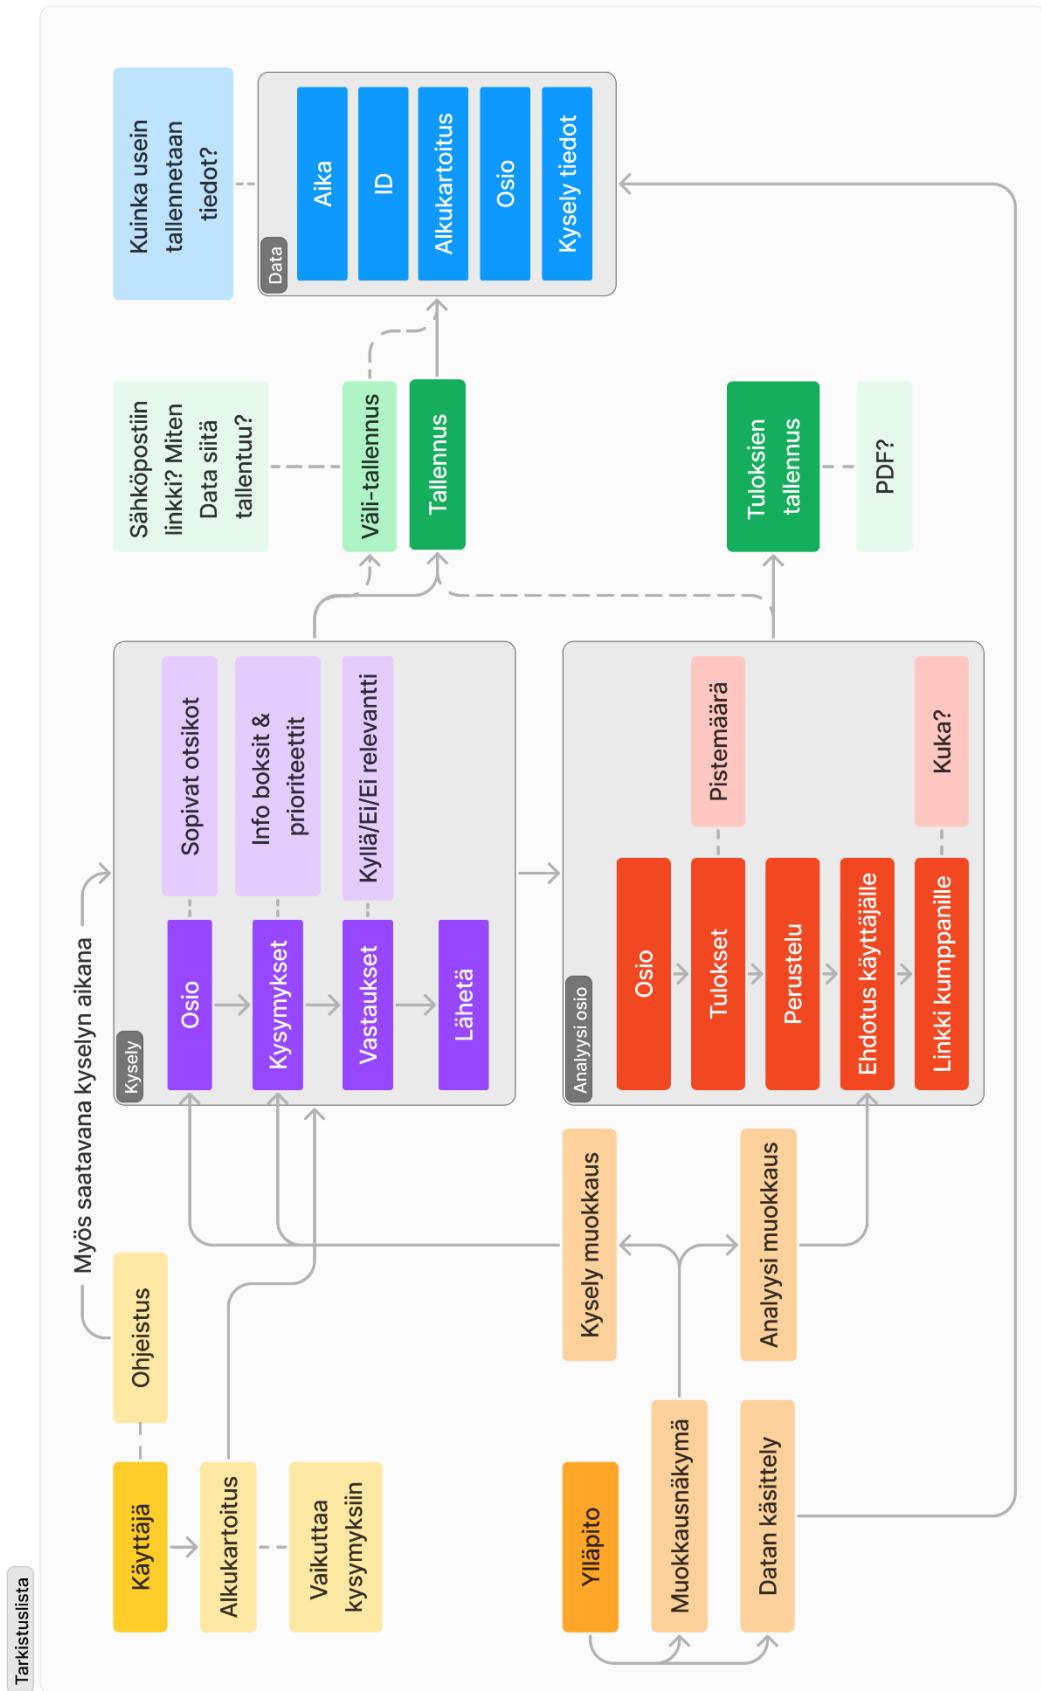 Tarkistuslista
Käyttäjä
Ohjeistus
Myös saatavana kyselyn aikana
Alkukartoitus
Vaikuttaa
kysymyksiin
Kysely
Osio
Sopivat otsikot
Kysymykset
Info boksit &
prioriteettit
Vastaukset
Kyllä/Ei/Ei relevantti
Lähetä
Sähköpostiin
linkki? Miten
Data siitä
tallentuu?
Väli-tallennus
Tallennus
Kuinka usein
tallennetaan
tiedot?
Data
Aika
ID
Alkukartoitus
Osio
Kysely tiedot
Ylläpito
Muokkausnäkymä
Datan käsittely
Kysely muokkaus
Analyysi muokkaus
Analyysi osio
Osio
Tulokset
Pistemäärä
Perustelu
Ehdotus käyttäjälle
Linkki kumppanille
Kuka?
Tuloksien
tallennus
PDF?